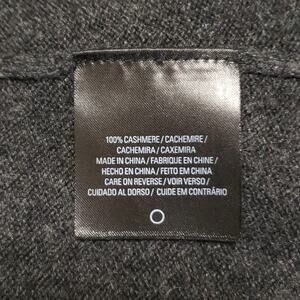 100% CASHMERE / CACHEMIRE /
CACHEMIRA / CAXEMIRA
MADE IN CHINA / FABRIQUE EN CHINE /
HECHO EN CHINA / FEITO EM CHINA
CARE ON REVERSE / VOIR VERSO /
CUIDADO AL DORSO / CUIDE EM CONTRÁRIO